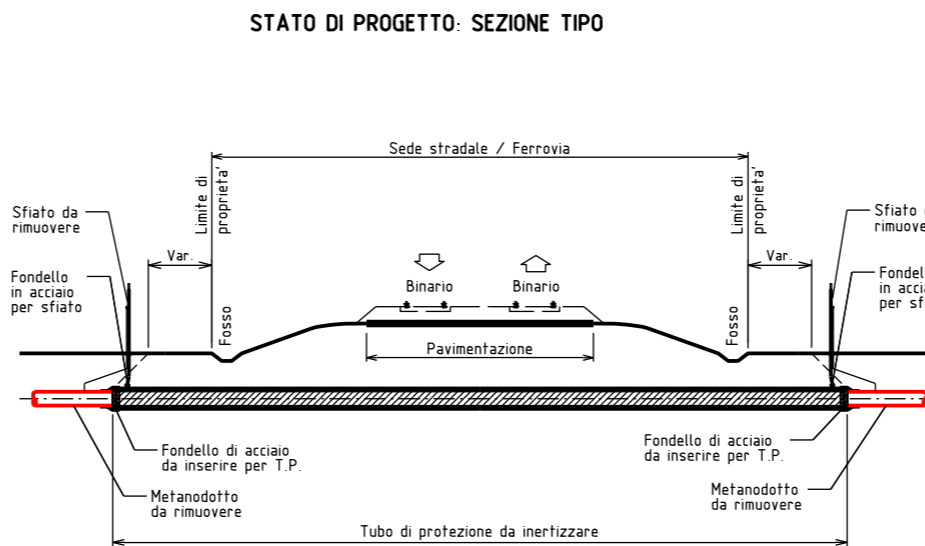 STATO DI PROGETTO: SEZIONE TIPO
Sede stradale / Ferrovia
Limite di
proprieta'
Limite di
proprieta'
Sfiato da
rimuovere
Sfiato
Var.
Var.
Fondello
in acciaio
per sfiato
Binario
Binario
Fosso
Fosso
Pavimentazione
Fondello di acciaio
da inserire per T.P.
Fondello di acciaio
da inserire per T.P.
Metanodotto
da rimuovere
Metanodotto
da rimuovere
Tubo di protezione da inertizzare